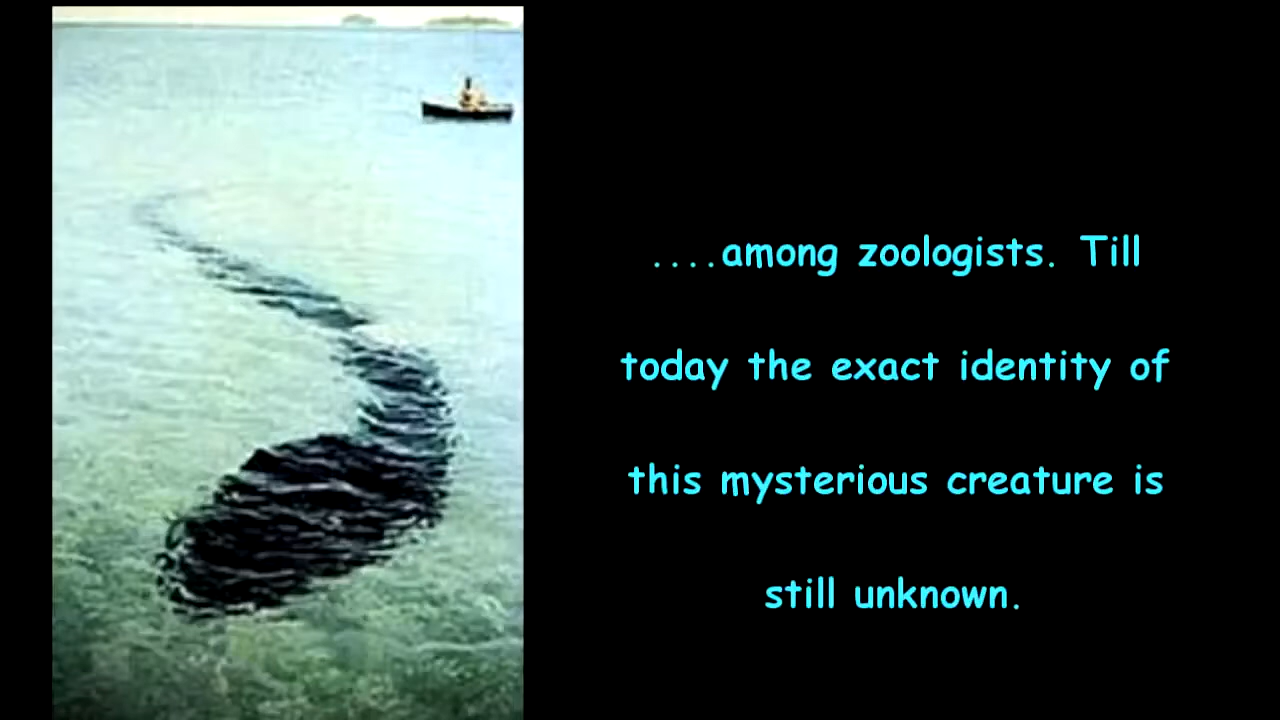 ....among zoologists. Till
today the exact identity of
this mysterious creature is
still unknown.